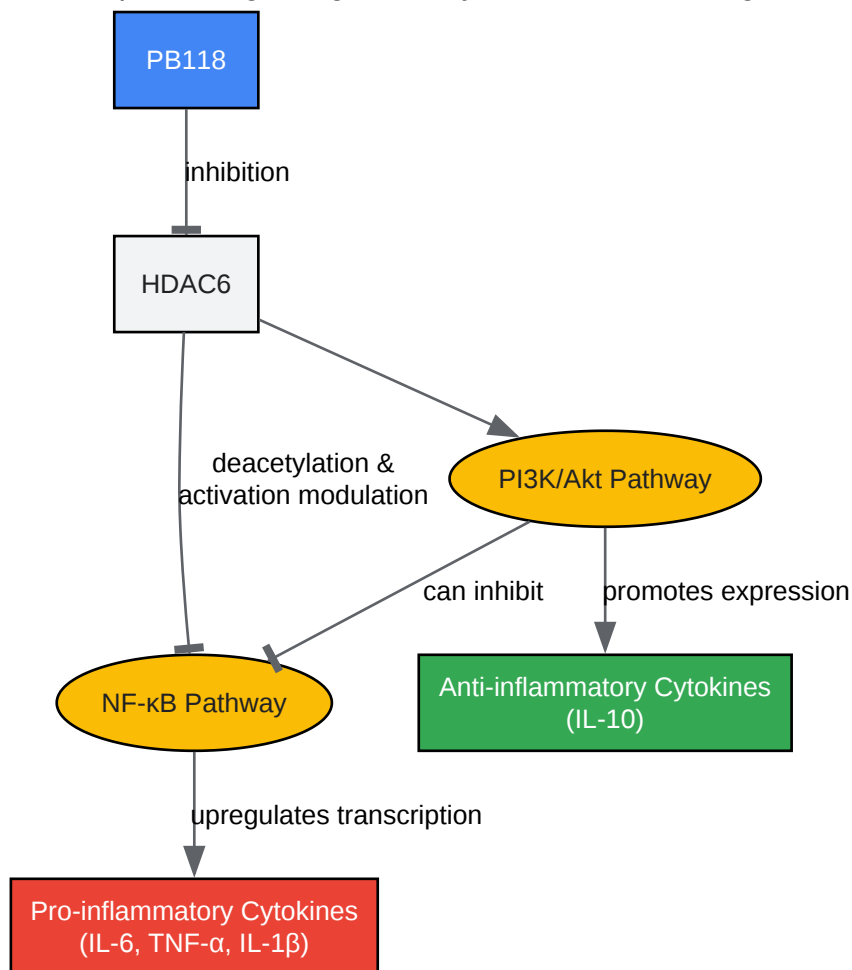 PB118
inhibition
HDAC6
deacetylation &
activation modulation
PI3K/Akt Pathway
can inhibit
promotes expression
NF-κB Pathway
Anti-inflammatory Cytokines
(IL-10)
upregulates transcription
Pro-inflammatory Cytokines
(IL-6, TNF-α, IL-1β)